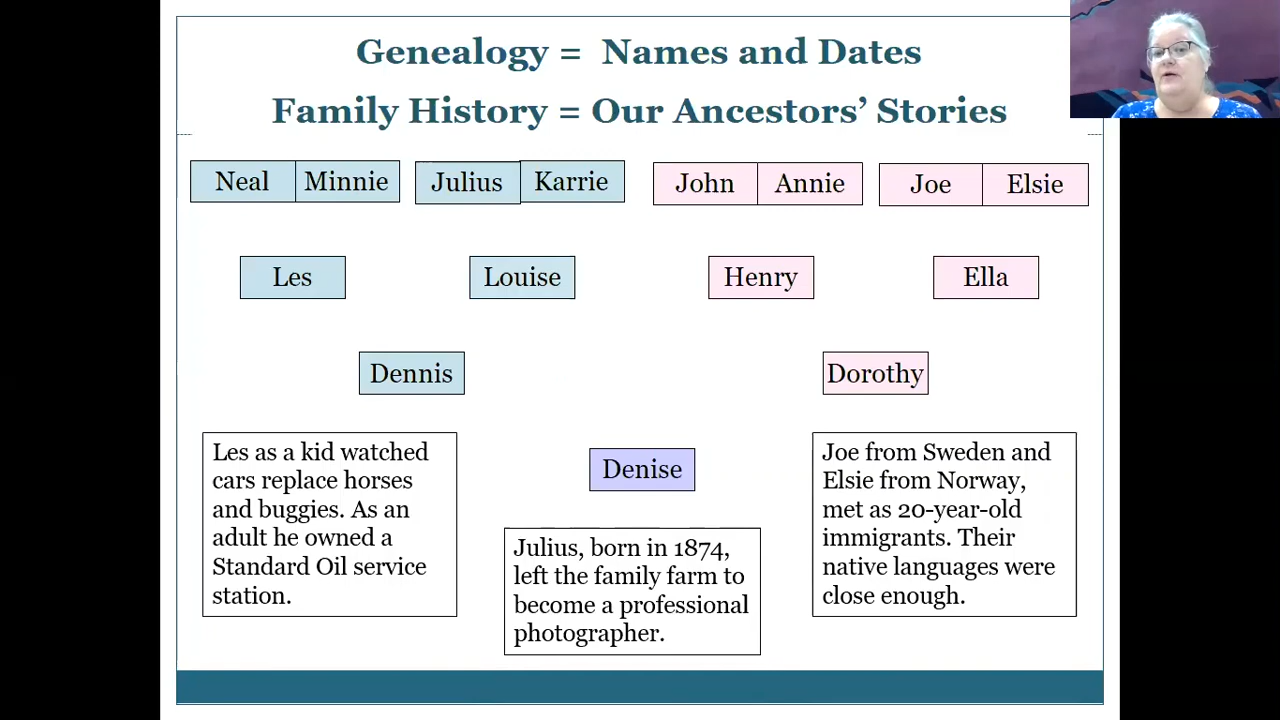 Genealogy = Names and Dates
Family History = Our Ancestors' Stories
Neal Minnie Julius Karrie John Annie Joe Elsie
Les Louise Henry Ella
Dennis Dorothy
Les as a kid watched
cars replace horses
and buggies. As an
adult he owned a
Standard Oil service
station.
Denise
Julius, born in 1874,
left the family farm to
become a professional
photographer.
Joe from Sweden and
Elsie from Norway,
met as 20-year-old
immigrants. Their
native languages were
close enough.